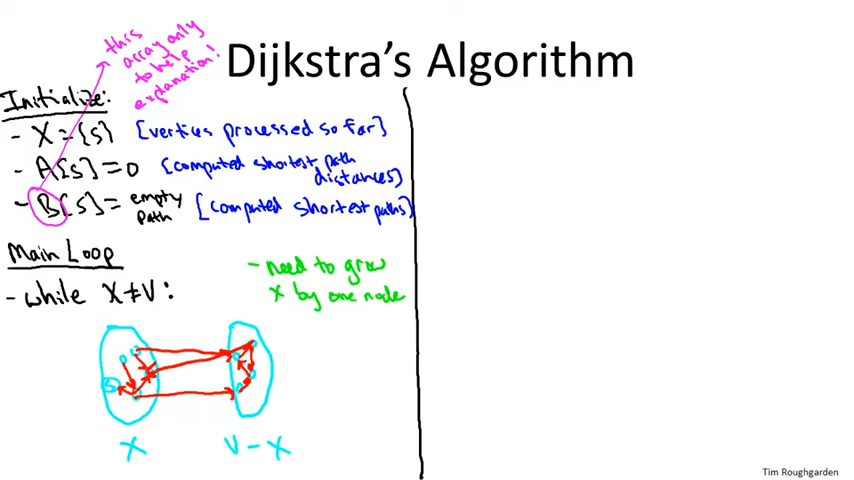 Dijkstra's Algorithm
this
array only
to help
explanation!
Initialize:
- X = {s} [vertices processed so far]
- A[s] = 0 [computed shortest path
distances]
- B[s] = empty
path [computed shortest paths]
Main Loop
- while X ≠ V:
- need to grow
X by one node
S
X
V - X
Tim Roughgarden